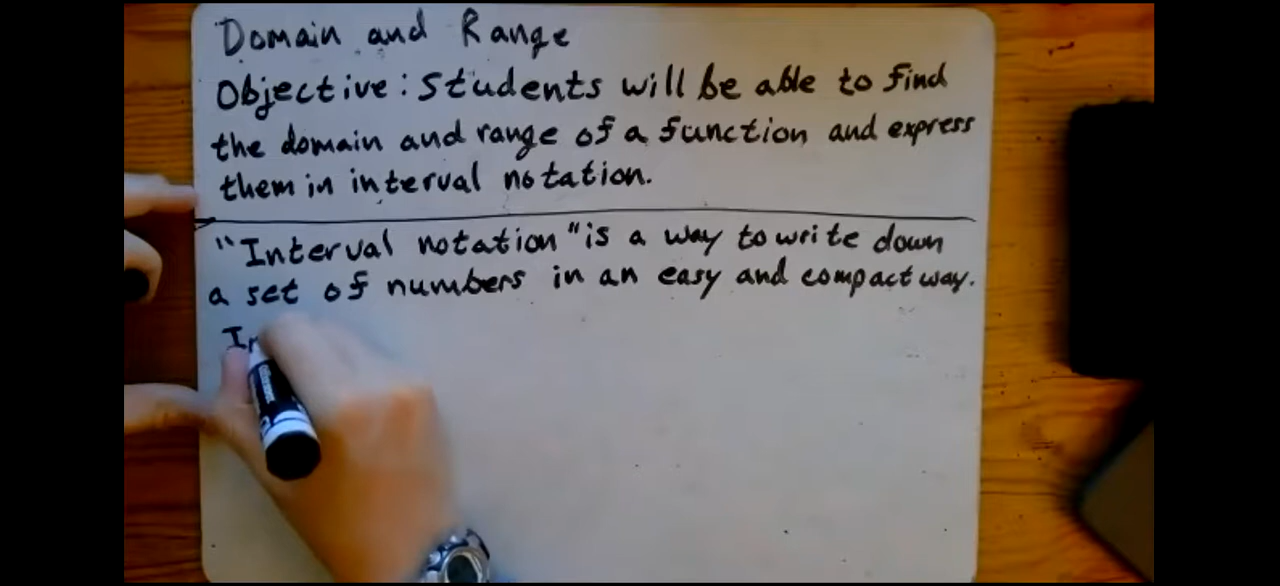 Domain and Range
Objective: Students will be able to find
the domain and range of a function and express
them in interval notation.
"Interval notation" is a way to write down
a set of numbers in an easy and compact way.
In